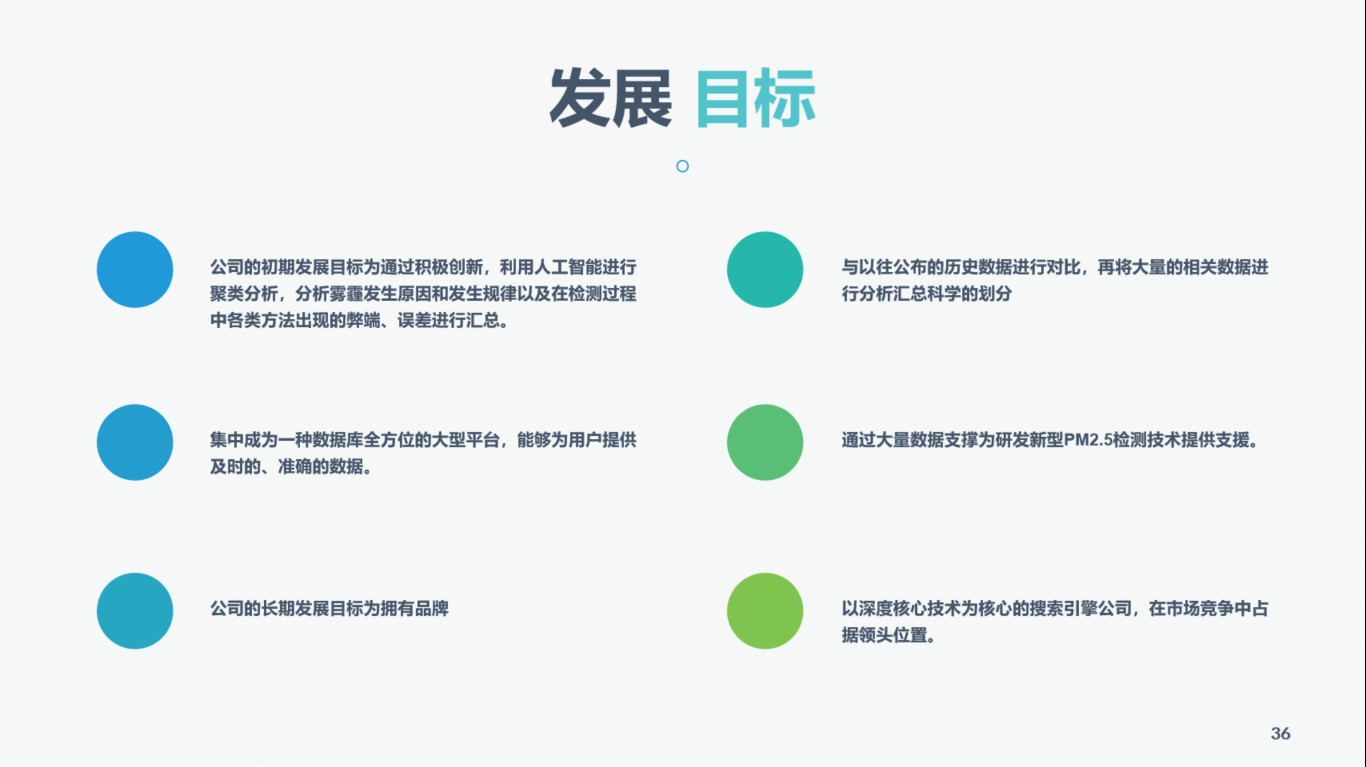 发展 目标
公司的初期发展目标为通过积极创新，利用人工智能进行
聚类分析，分析雾霾发生原因和发生规律以及在检测过程
中各类方法出现的弊端、误差进行汇总。
与以往公布的历史数据进行对比，再将大量的相关数据进
行分析汇总科学的划分
集中成为一种数据库全方位的大型平台，能够为用户提供
及时的、准确的数据。
通过大量数据支撑为研发新型PM2.5检测技术提供支援。
公司的长期发展目标为拥有品牌
以深度核心技术为核心的搜索引擎公司，在市场竞争中占
据领头位置。
36